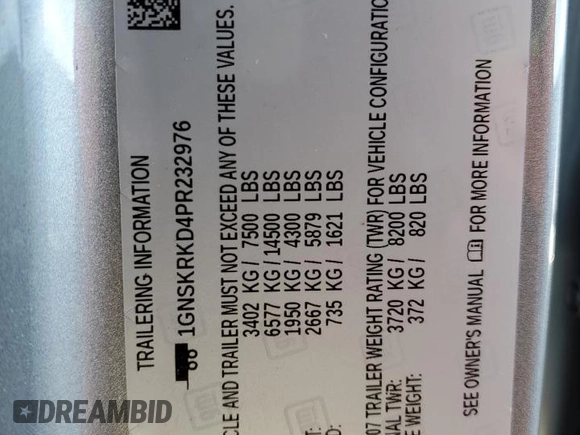 TRAILERING INFORMATION
1GNSKRKD4PR232976
CLE AND TRAILER MUST NOT EXCEED ANY OF THESE VALUES.
3402 KG / 7500 LBS
6577 KG / 14500 LBS
1950 KG / 4300 LBS
2667 KG / 5879 LBS
735 KG / 1621 LBS
07 TRAILER WEIGHT RATING (TWR) FOR VEHICLE CONFIGURATION
AL TWR: 3720 KG / 8200 LBS
E WEIGHT: 372 KG / 820 LBS
SEE OWNER'S MANUAL FOR MORE INFORMATION
DREAMBID